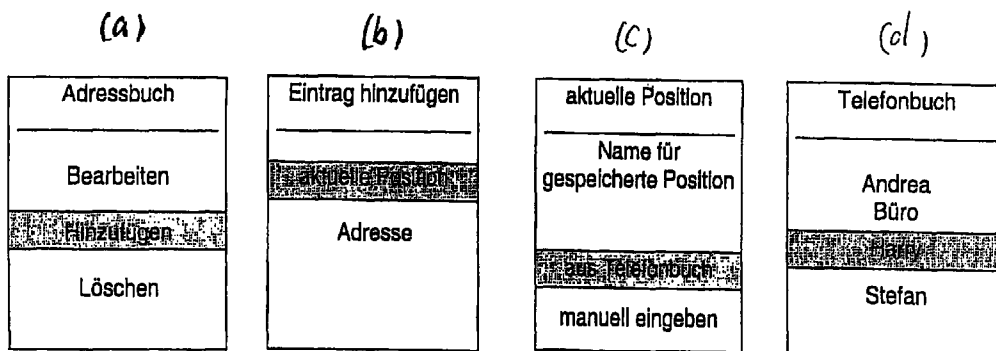 (a)
Adressbuch
Bearbeiten
Hinzufügen
Löschen
(b)
Eintrag hinzufügen
aktuelle Position
Adresse
(c)
aktuelle Position
Name für
gespeicherte Position
aus Telefonbuch
manuell eingeben
(d)
Telefonbuch
Andrea
Büro
Harry
Stefan